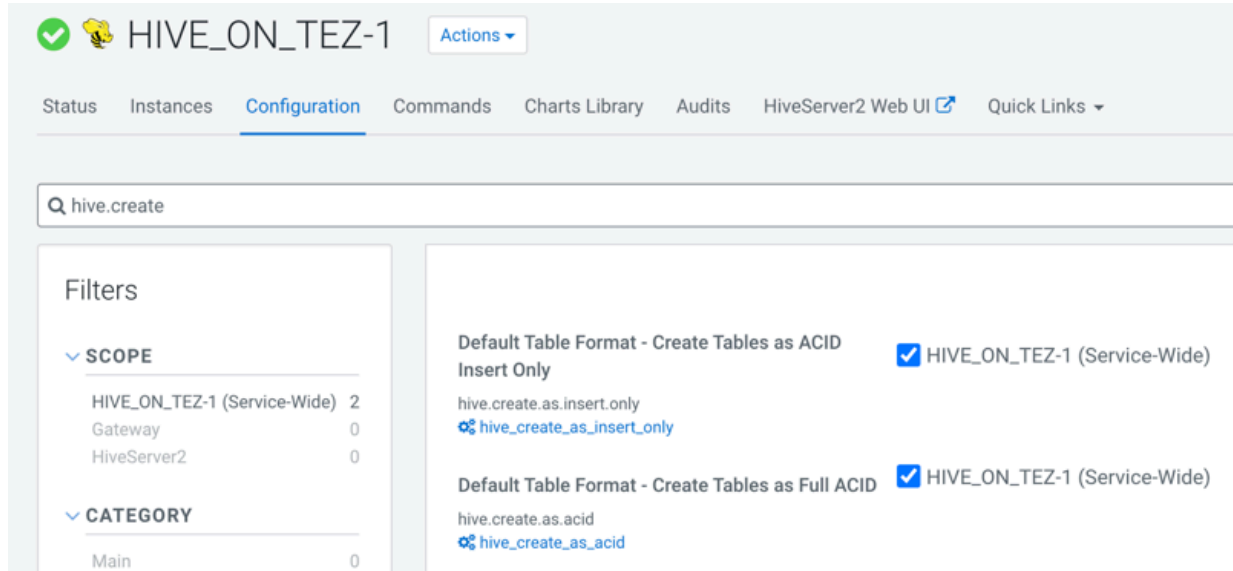 HIVE_ON_TEZ-1 Actions
Status Instances Configuration Commands Charts Library Audits HiveServer2 Web UI Quick Links
hive.create
Filters
SCOPE
HIVE_ON_TEZ-1 (Service-Wide) 2
Gateway 0
HiveServer2 0
CATEGORY
Main 0
Default Table Format - Create Tables as ACID
Insert Only
hive.create.as.insert.only
hive_create_as_insert_only
HIVE_ON_TEZ-1 (Service-Wide)
Default Table Format - Create Tables as Full ACID
hive.create.as.acid
hive_create_as_acid
HIVE_ON_TEZ-1 (Service-Wide)